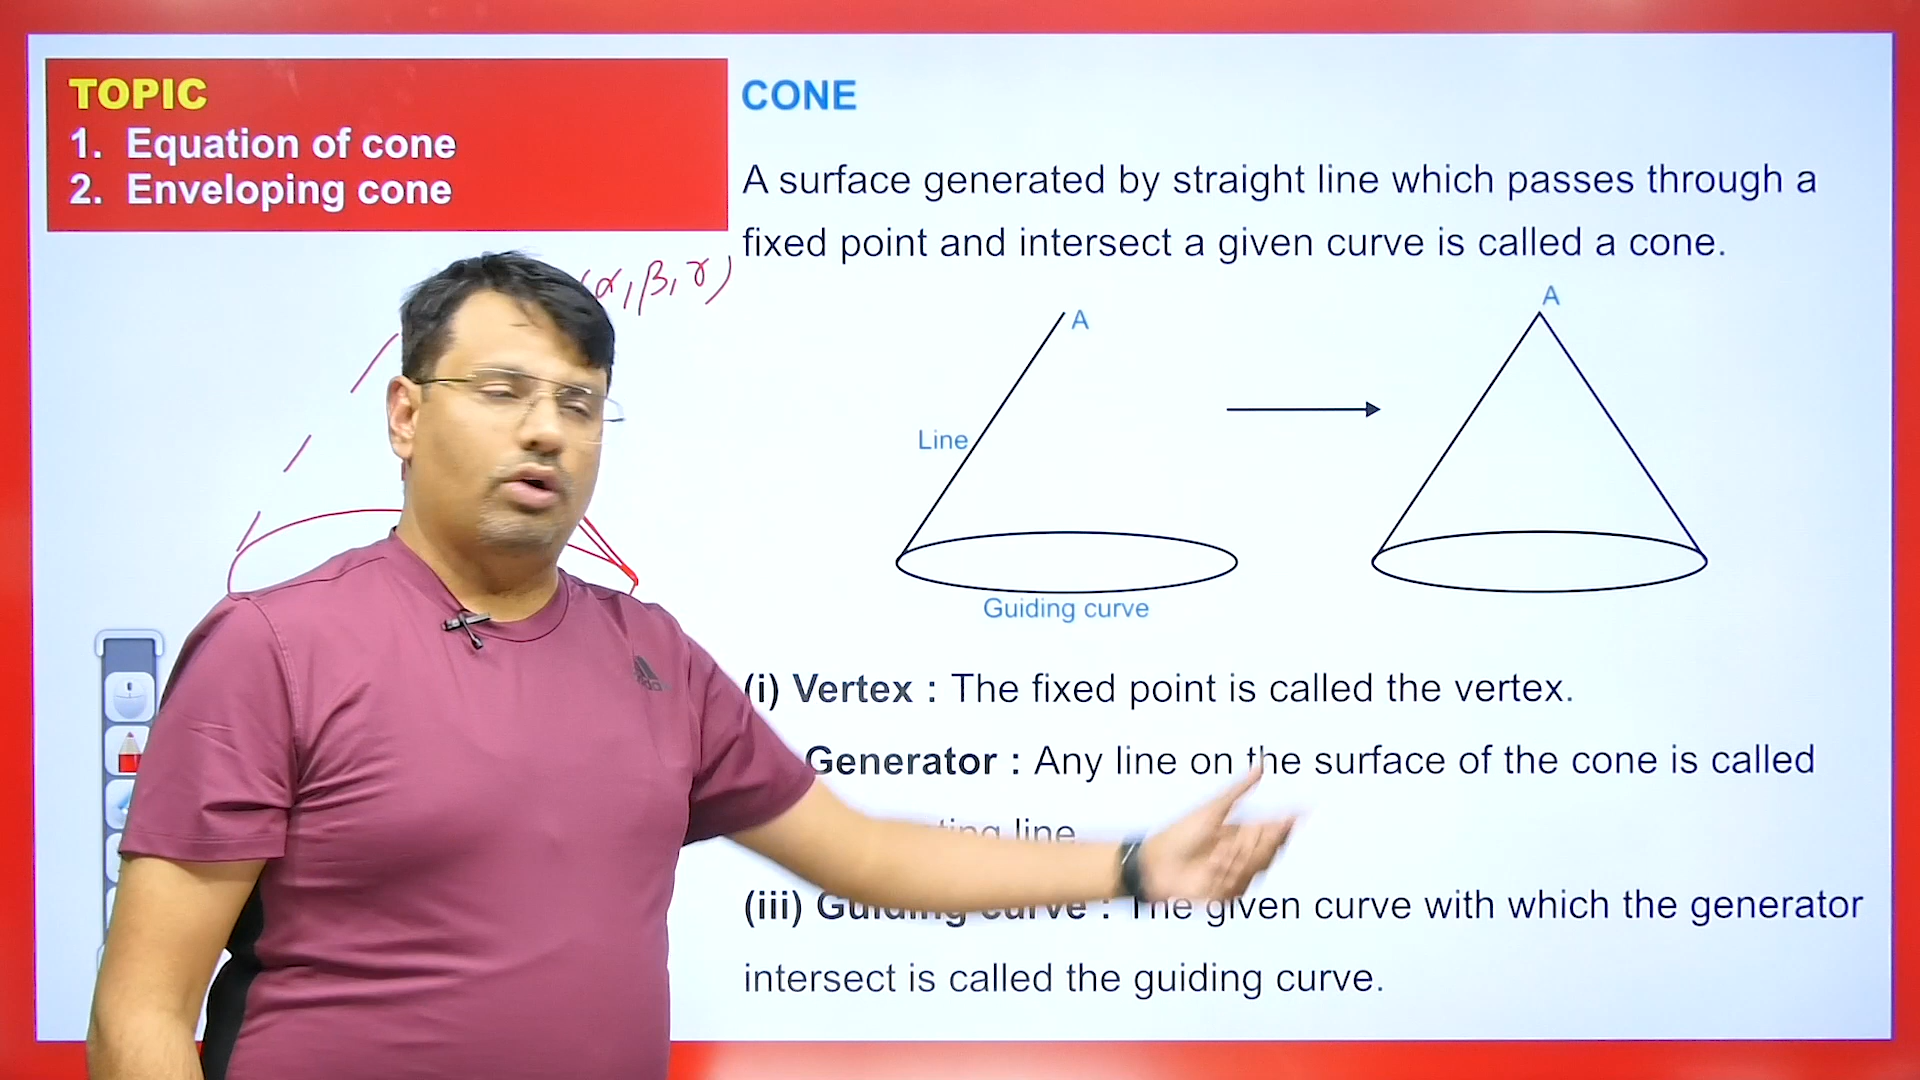 TOPIC
1. Equation of cone
2. Enveloping cone
CONE
A surface generated by straight line which passes through a
fixed point and intersect a given curve is called a cone.
(α, β, γ)
A
A
Line
Guiding curve
(i) Vertex : The fixed point is called the vertex.
Generator : Any line on the surface of the cone is called
line
(iii) Guiding curve : The given curve with which the generator
intersect is called the guiding curve.